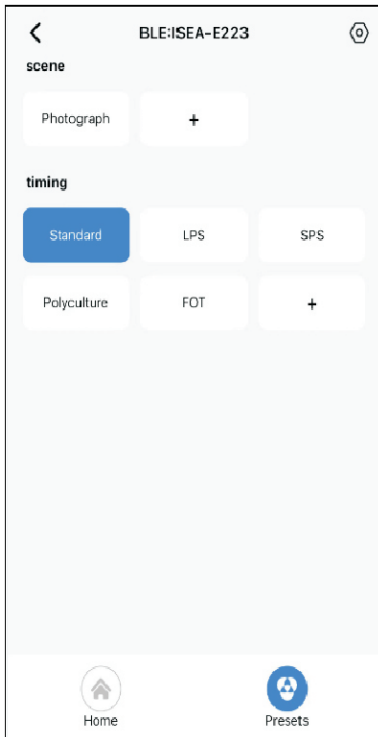 BLE:ISEA-E223
scene
Photograph +
timing
Standard LPS SPS
Polyculture FOT +
Home Presets